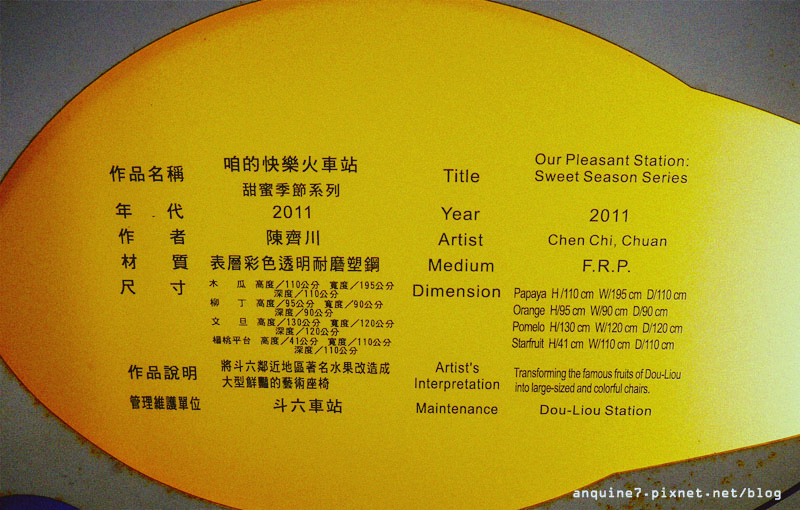 作品名稱 咱的快樂火車站
甜蜜季節系列
年 代 2011
作 者 陳齊川
材 質 表層彩色透明耐磨塑鋼
尺 寸 木 瓜 高度／110公分 寬度／195公分
深度／110公分
柳 丁 高度／95公分 寬度／90公分
深度／90公分
文 旦 高度／130公分 寬度／120公分
深度／120公分
楊桃平台 高度／41公分 寬度／110公分
深度／110公分
作品說明 將斗六鄰近地區著名水果改造成
大型鮮豔的藝術座椅
管理維護單位 斗六車站
Title Our Pleasant Station:
Sweet Season Series
Year 2011
Artist Chen Chi, Chuan
Medium F.R.P.
Dimension Papaya H/110 cm W/195 cm D/110 cm
Orange H/95 cm W/90 cm D/90 cm
Pomelo H/130 cm W/120 cm D/120 cm
Starfruit H/41 cm W/110 cm D/110 cm
Artist's Transforming the famous fruits of Dou-Liou
Interpretation into large-sized and colorful chairs.
Maintenance Dou-Liou Station
anquine7.pixnet.net/blog